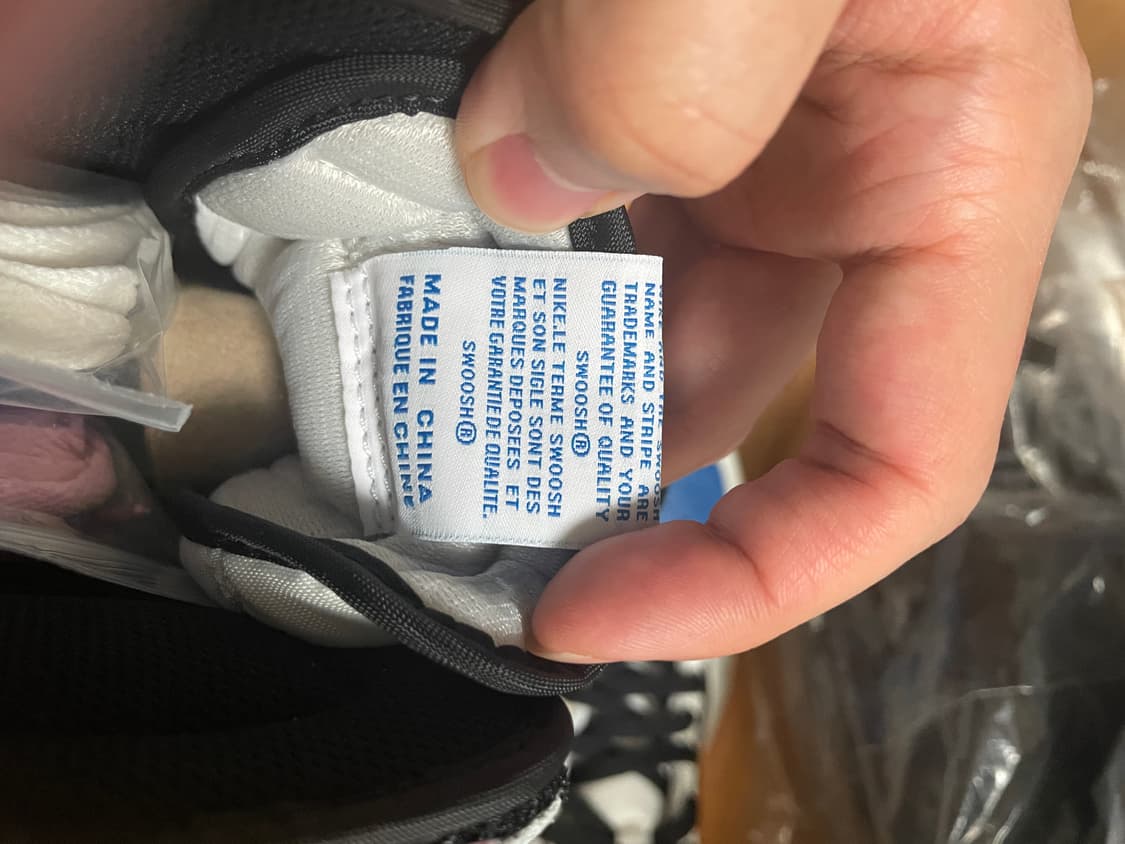 NAME AND STRIPE ARE
TRADEMARKS AND YOUR
GUARANTEE OF QUALITY
SWOOSH®
NIKE.LE TERME SWOOSH
ET SON SIGLE SONT DES
MARQUES DEPOSEES ET
VOTRE GARANTIEDE QUALITE.
SWOOSH®
MADE IN CHINA
FABRIQUE EN CHINE